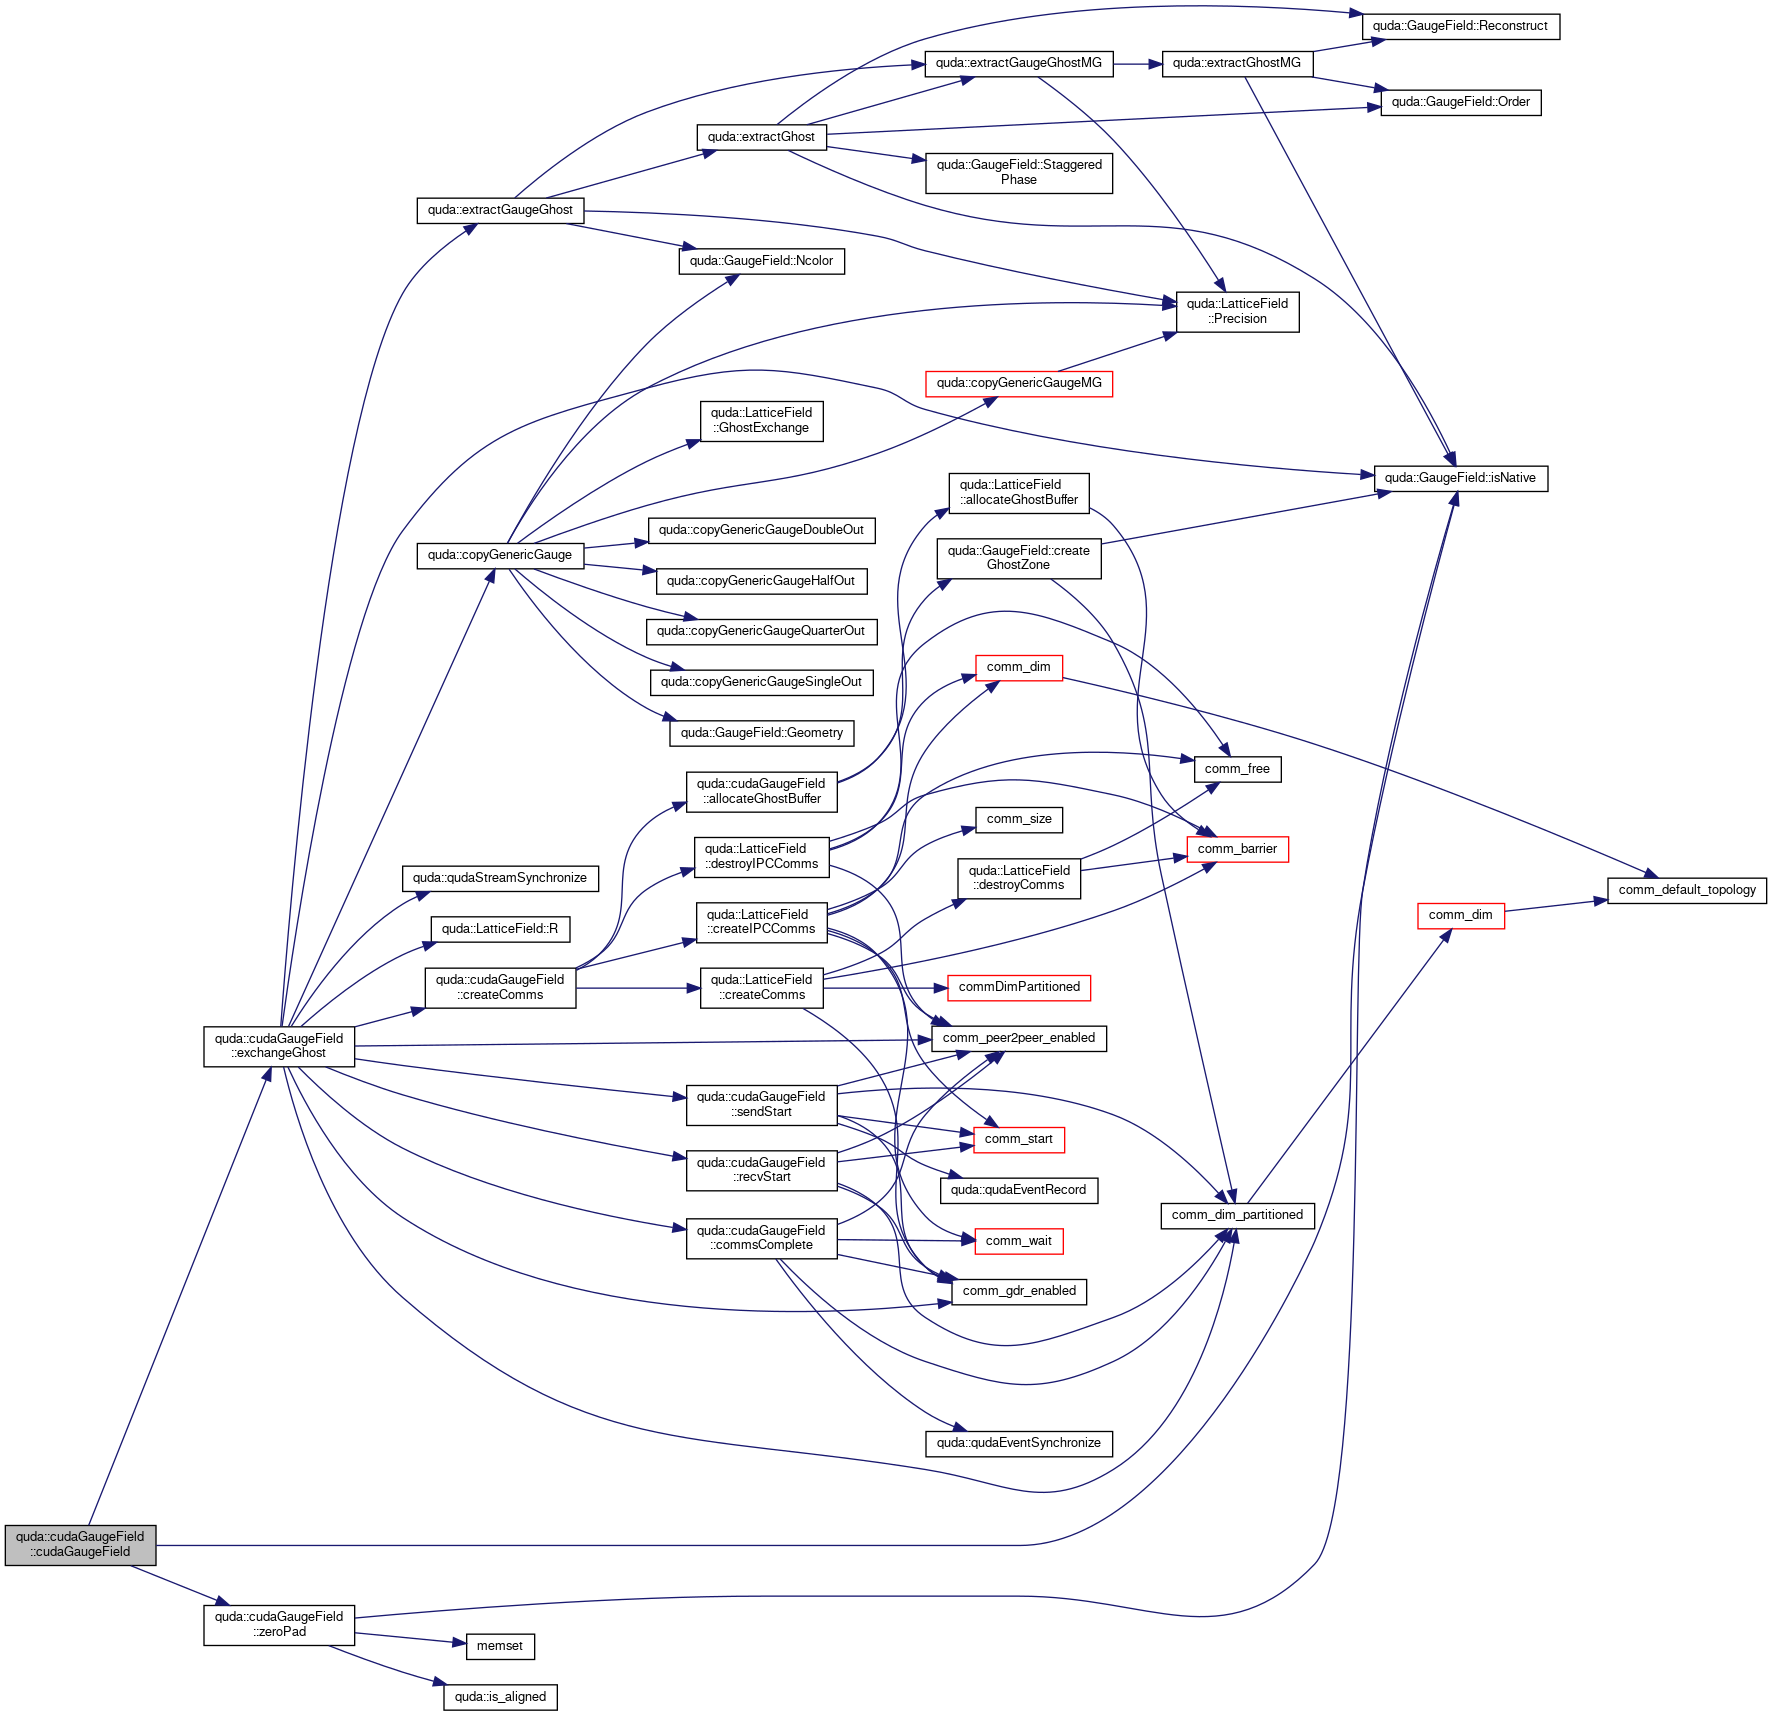 quda::GaugeField::Reconstruct
quda::extractGaugeGhostMG
quda::extractGhostMG
quda::GaugeField::Order
quda::extractGhost
quda::GaugeField::Staggered
Phase
quda::extractGaugeGhost
quda::GaugeField::Ncolor
quda::LatticeField
::Precision
quda::copyGenericGaugeMG
quda::LatticeField
::GhostExchange
quda::GaugeField::isNative
quda::LatticeField
::allocateGhostBuffer
quda::copyGenericGaugeDoubleOut
quda::copyGenericGauge
quda::GaugeField::create
GhostZone
quda::copyGenericGaugeHalfOut
quda::copyGenericGaugeQuarterOut
comm_dim
quda::copyGenericGaugeSingleOut
quda::GaugeField::Geometry
comm_free
quda::cudaGaugeField
::allocateGhostBuffer
comm_size
quda::LatticeField
::destroyIPCComms
comm_barrier
quda::LatticeField
::destroyComms
quda::qudaStreamSynchronize
comm_default_topology
comm_dim
quda::LatticeField
::createIPCComms
quda::LatticeField::R
quda::cudaGaugeField
::createComms
quda::LatticeField
::createComms
commDimPartitioned
quda::cudaGaugeField
::exchangeGhost
comm_peer2peer_enabled
quda::cudaGaugeField
::sendStart
comm_start
quda::cudaGaugeField
::recvStart
quda::qudaEventRecord
comm_dim_partitioned
quda::cudaGaugeField
::commsComplete
comm_wait
comm_gdr_enabled
quda::qudaEventSynchronize
quda::cudaGaugeField
::cudaGaugeField
quda::cudaGaugeField
::zeroPad
memset
quda::is_aligned